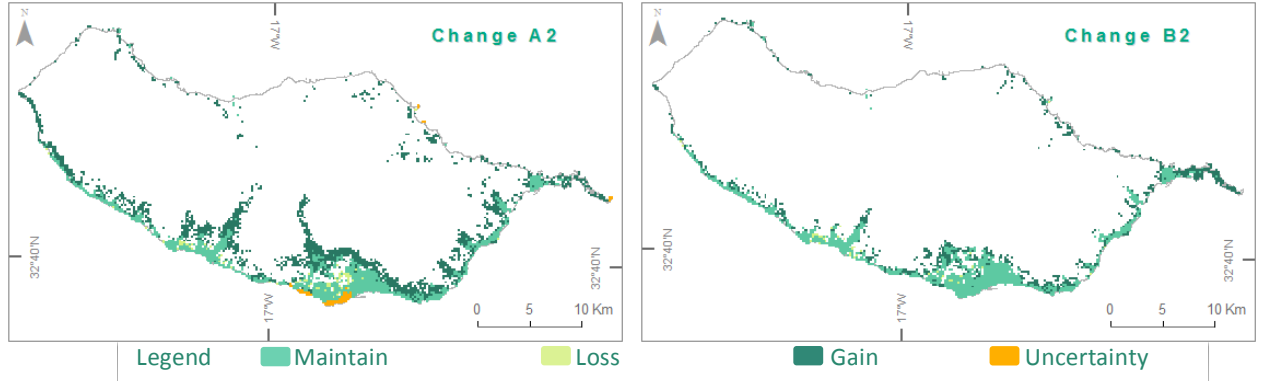 N
17°W
Change A2
32°40'N
32°40'N
17°W
0 5 10 Km
N
17°W
Change B2
32°40'N
32°40'N
17°W
0 5 10 Km
Legend Maintain Loss Gain Uncertainty